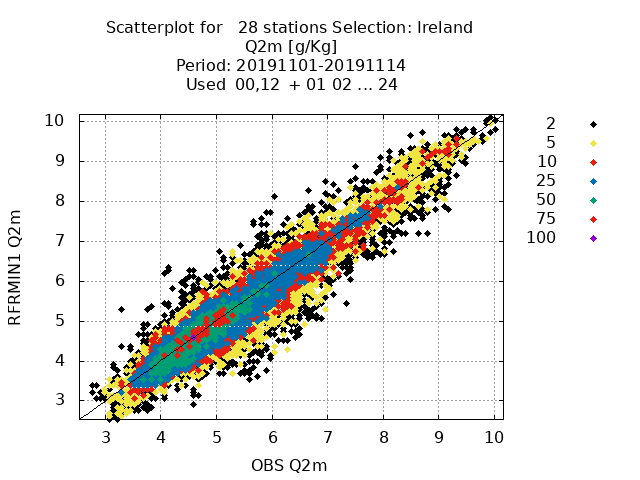 Scatterplot for 28 stations Selection: Ireland
Q2m [g/Kg]
Period: 20191101-20191114
Used 00,12 + 01 02 ... 24
10
9
8
7
6
5
4
3
RFRMIN1 Q2m
3 4 5 6 7 8 9 10
OBS Q2m
2
5
10
25
50
75
100